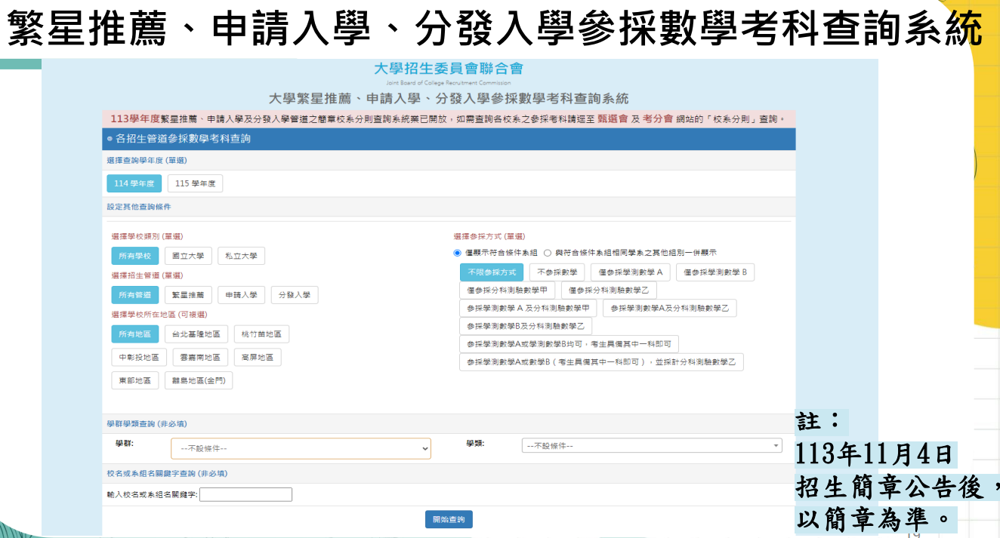 繁星推薦、申請入學、分發入學參採數學考科查詢系統
大學招生委員會聯合會
Joint Board of College Recruitment Commission
大學繁星推薦、申請入學、分發入學參採數學考科查詢系統
113學年度繁星推薦、申請入學及分發入學管道之簡章校系分則查詢系統業已開放，如需查詢各校系之參採考科請逕至 甄選會 及 考分會 網站的「校系分則」查詢。
各招生管道參採數學考科查詢
選擇查詢學年度 (單選)
114 學年度 115 學年度
設定其他查詢條件
選擇學校類別 (單選)
所有學校 國立大學 私立大學
選擇招生管道 (單選)
所有管道 繁星推薦 申請入學 分發入學
選擇學校所在地區 (可複選)
所有地區 台北基隆地區 桃竹苗地區
中彰投地區 雲嘉南地區 高屏地區
東部地區 離島地區(金門)
選擇參採方式 (單選)
僅顯示符合條件系組 與符合條件系組相同學系之其他組別一併顯示
不限參採方式 不參採數學 僅參採學測數學 A 僅參採學測數學 B
僅參採分科測驗數學甲 僅參採分科測驗數學乙
參採學測數學 A 及分科測驗數學甲 參採學測數學A及分科測驗數學乙
參採學測數學B及分科測驗數學乙
參採學測數學A或學測數學B均可，考生具備其中一科即可
參採學測數學A或數學B ( 考生具備其中一科即可 ) ，並採計分科測驗數學乙
學群學類查詢 (非必填)
學群: --不設條件-- 學類: --不設條件--
校名或系組名關鍵字查詢 (非必填)
輸入校名或系組名關鍵字:
開始查詢
註：
113年11月4日
招生簡章公告後，
以簡章為準。
19